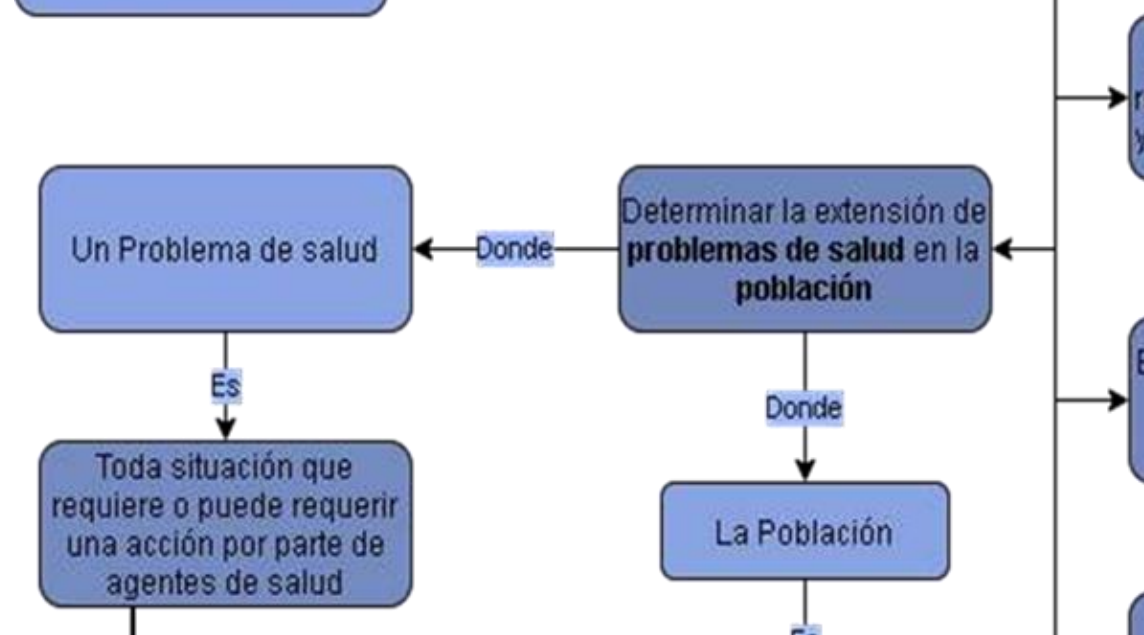 Un Problema de salud
Donde
Determinar la extensión de
problemas de salud en la
población
Es
Donde
Toda situación que
requiere o puede requerir
una acción por parte de
agentes de salud
La Población